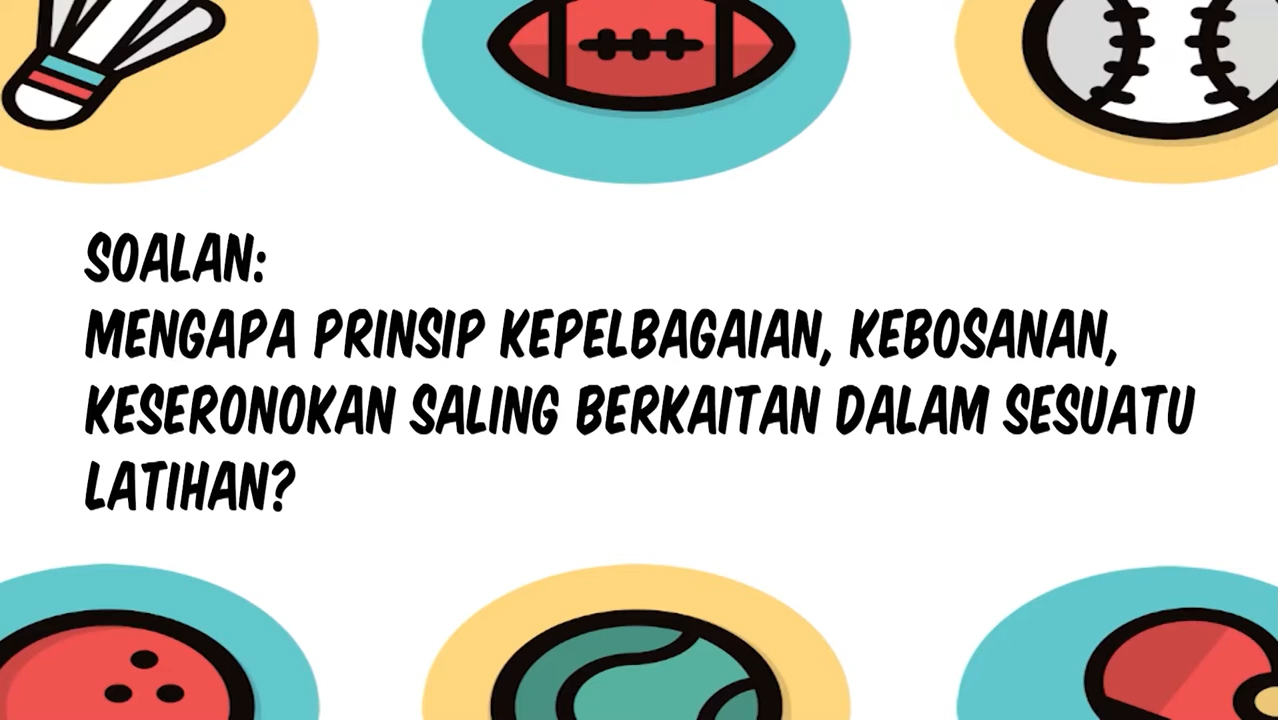 SOALAN:
MENGAPA PRINSIP KEPELBAGAIAN, KEBOSANAN,
KESERONOKAN SALING BERKAITAN DALAM SESUATU
LATIHAN?